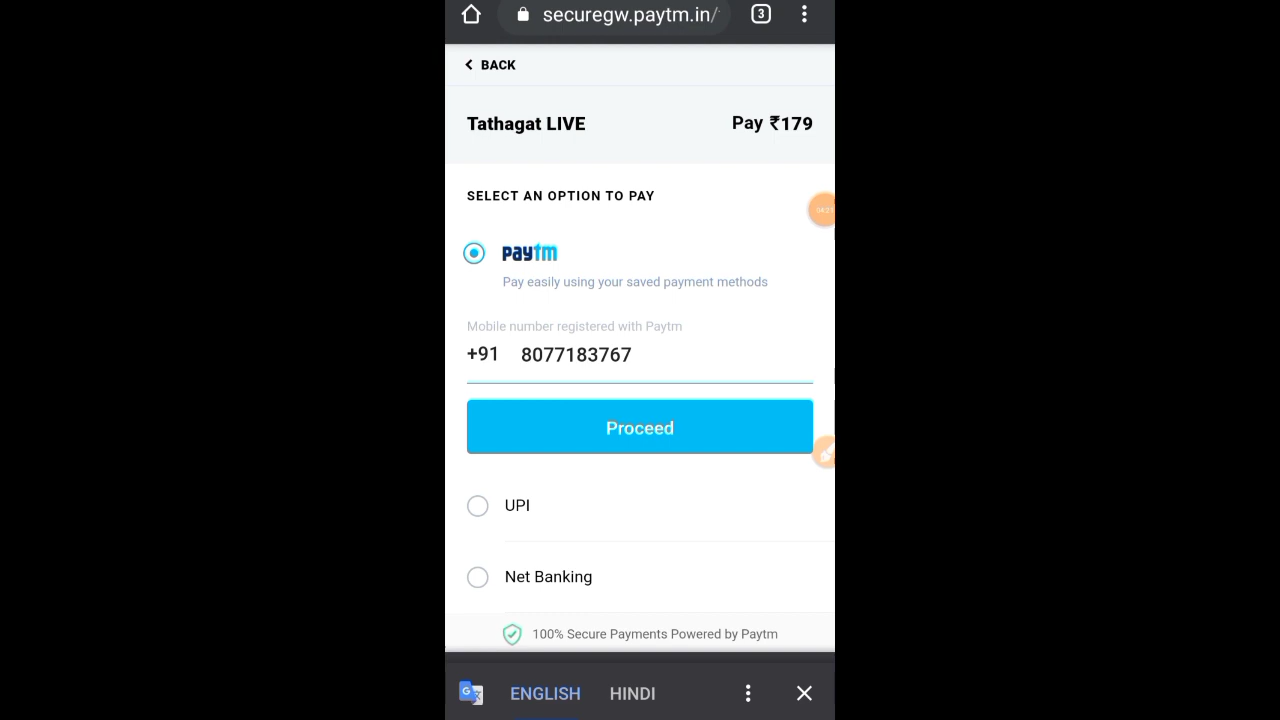 securegw.paytm.in/
3
BACK
Tathagat LIVE
Pay ₹179
SELECT AN OPTION TO PAY
paytm
Pay easily using your saved payment methods
Mobile number registered with Paytm
+91 8077183767
Proceed
UPI
Net Banking
100% Secure Payments Powered by Paytm
ENGLISH HINDI